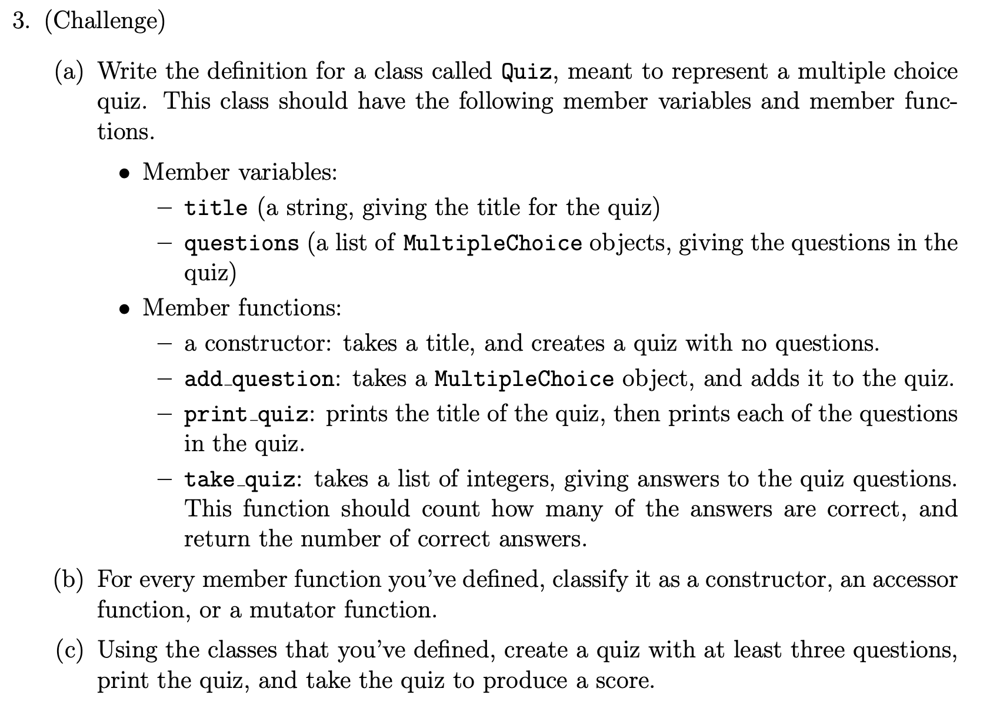 3. (Challenge)
(a) Write the definition for a class called Quiz, meant to represent a multiple choice
quiz. This class should have the following member variables and member func-
tions.
• Member variables:
– title (a string, giving the title for the quiz)
– questions (a list of MultipleChoice objects, giving the questions in the
quiz)
• Member functions:
– a constructor: takes a title, and creates a quiz with no questions.
– add_question: takes a MultipleChoice object, and adds it to the quiz.
– print_quiz: prints the title of the quiz, then prints each of the questions
in the quiz.
– take_quiz: takes a list of integers, giving answers to the quiz questions.
This function should count how many of the answers are correct, and
return the number of correct answers.
(b) For every member function you've defined, classify it as a constructor, an accessor
function, or a mutator function.
(c) Using the classes that you've defined, create a quiz with at least three questions,
print the quiz, and take the quiz to produce a score.